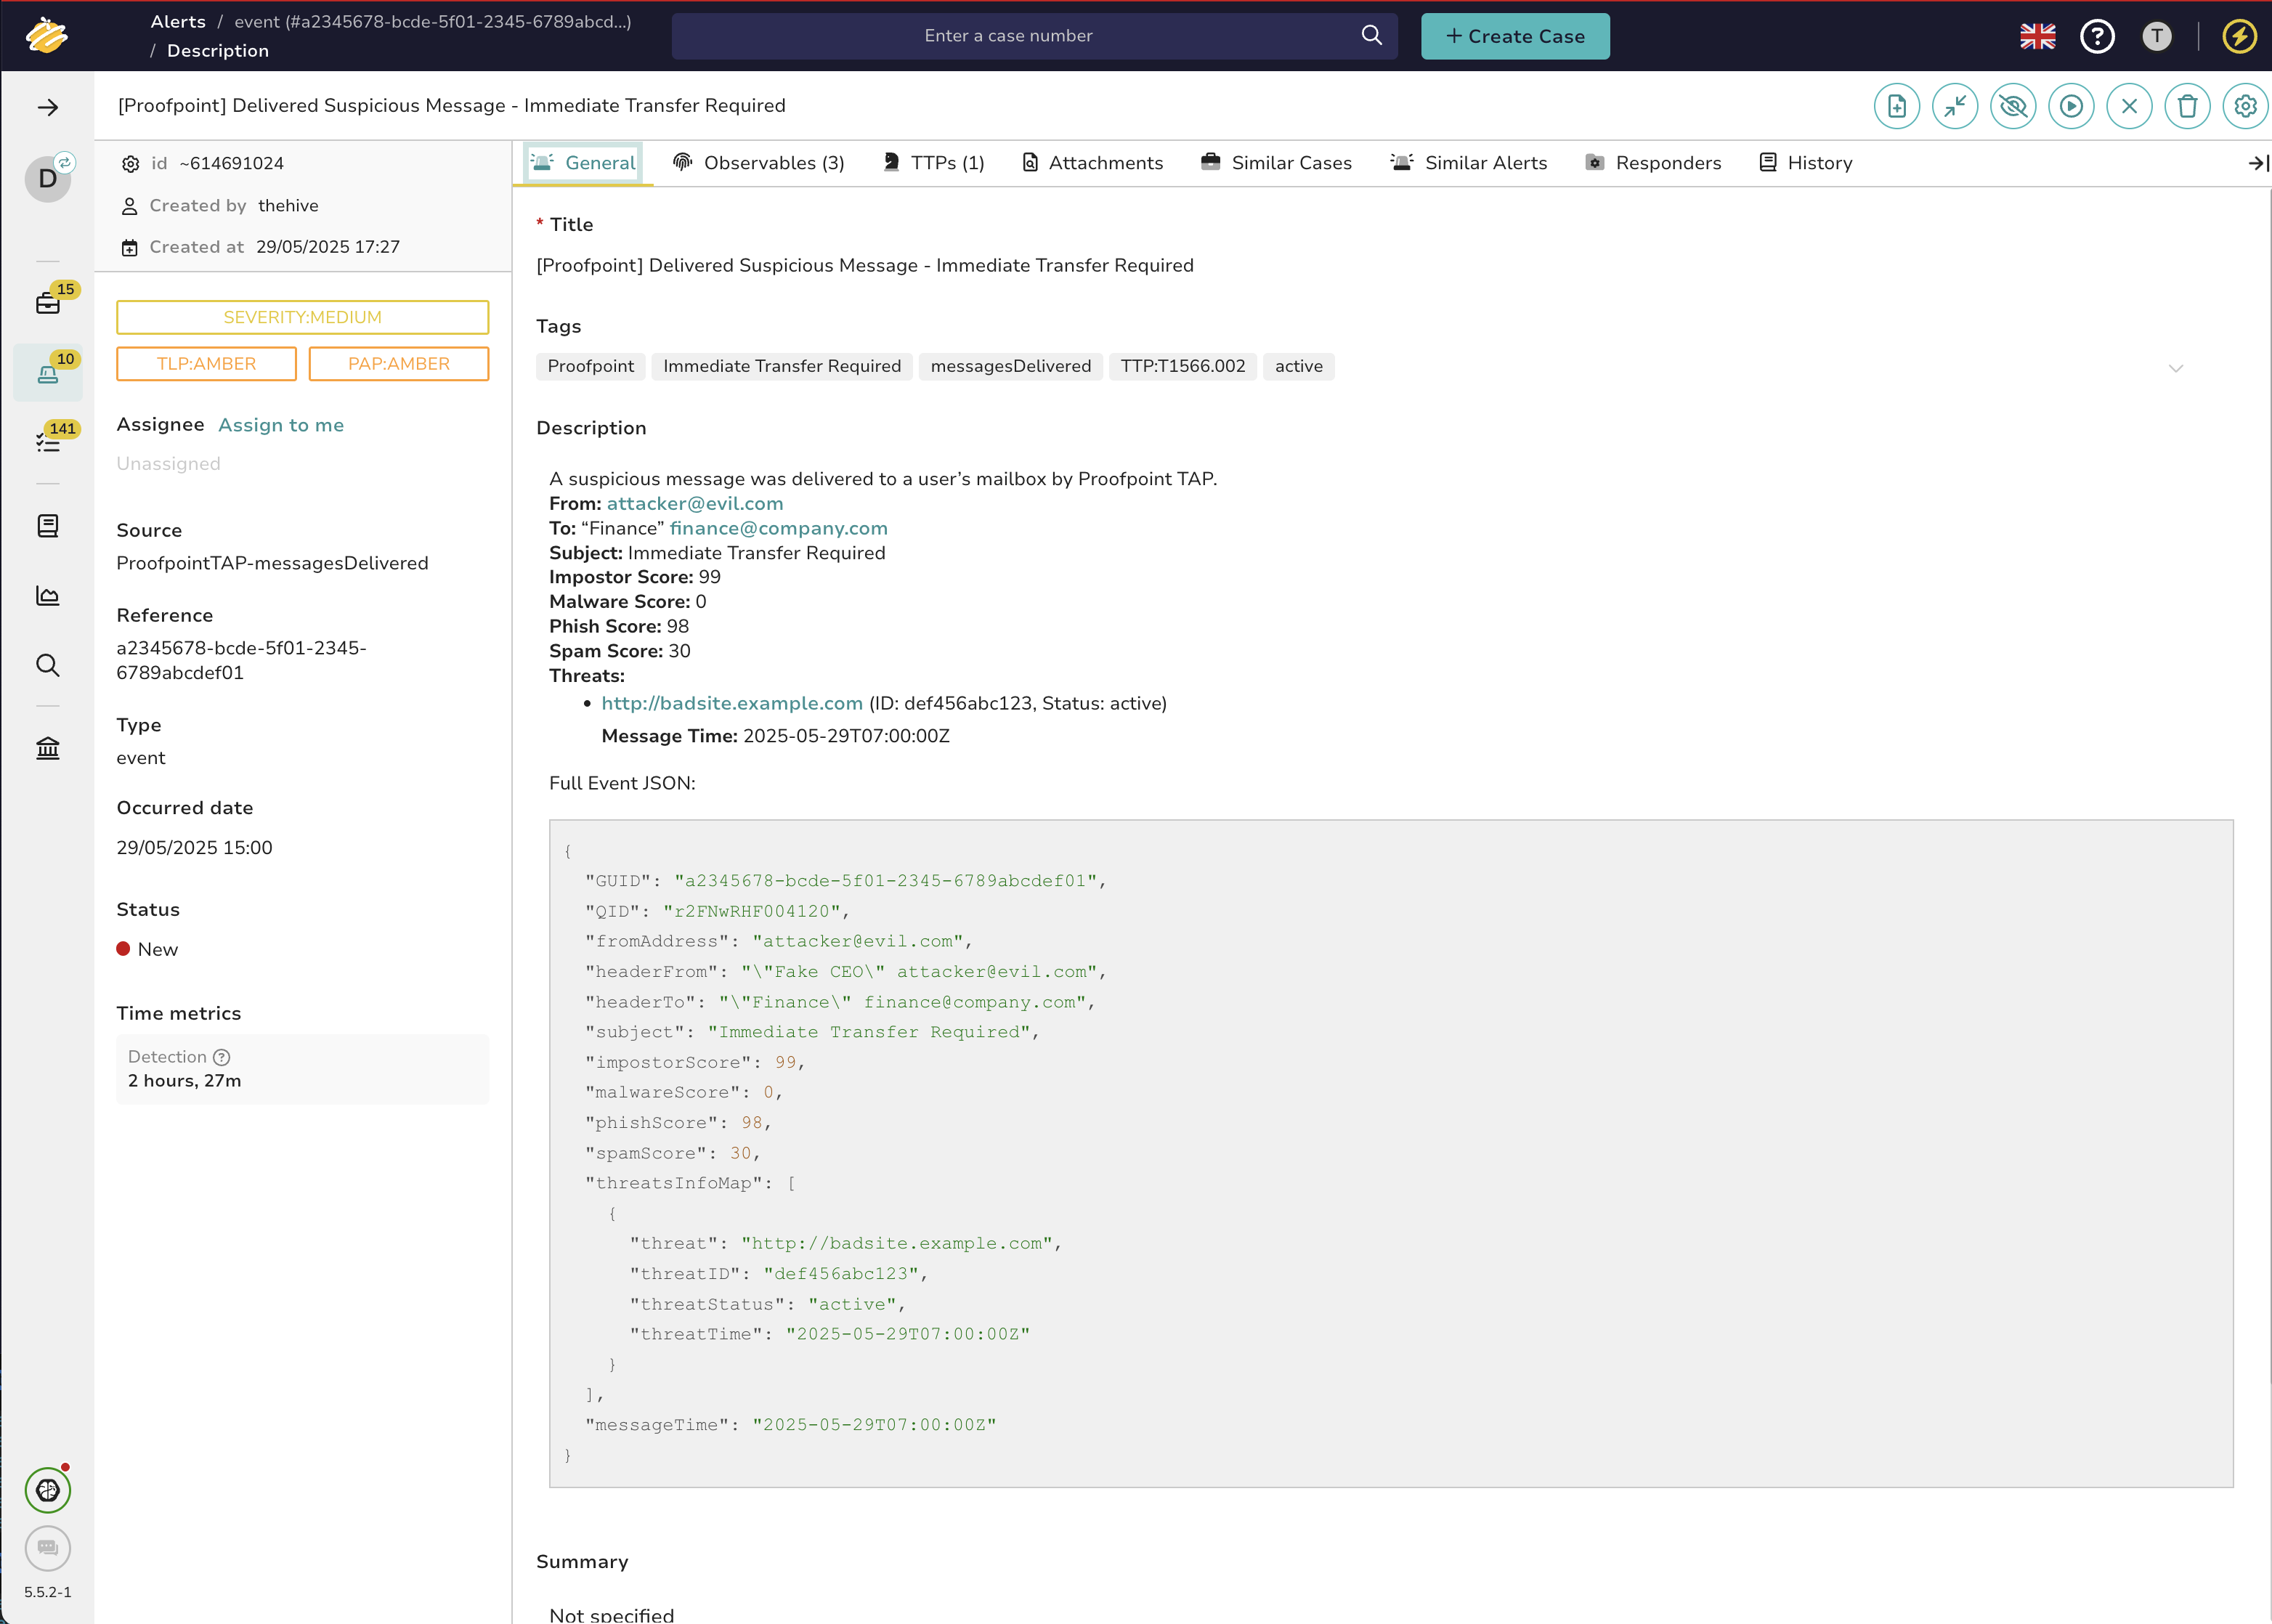 Alerts / event (#a2345678-bcde-5f01-2345-6789abcd...)
/ Description
Enter a case number
+ Create Case
T
[Proofpoint] Delivered Suspicious Message - Immediate Transfer Required
D
15
10
141
5.5.2-1
id ~614691024
Created by thehive
Created at 29/05/2025 17:27
SEVERITY:MEDIUM
TLP:AMBER
PAP:AMBER
Assignee Assign to me
Unassigned
Source
ProofpointTAP-messagesDelivered
Reference
a2345678-bcde-5f01-2345-
6789abcdef01
Type
event
Occurred date
29/05/2025 15:00
Status
New
Time metrics
Detection ?
2 hours, 27m
General
Observables (3)
TTPs (1)
Attachments
Similar Cases
Similar Alerts
Responders
History
* Title
[Proofpoint] Delivered Suspicious Message - Immediate Transfer Required
Tags
Proofpoint
Immediate Transfer Required
messagesDelivered
TTP:T1566.002
active
Description
A suspicious message was delivered to a user’s mailbox by Proofpoint TAP.
From: attacker@evil.com
To: “Finance” finance@company.com
Subject: Immediate Transfer Required
Impostor Score: 99
Malware Score: 0
Phish Score: 98
Spam Score: 30
Threats:
• http://badsite.example.com (ID: def456abc123, Status: active)
Message Time: 2025-05-29T07:00:00Z
Full Event JSON:
{
"GUID": "a2345678-bcde-5f01-2345-6789abcdef01",
"QID": "r2FNwRHF004120",
"fromAddress": "attacker@evil.com",
"headerFrom": "\"Fake CEO\" attacker@evil.com",
"headerTo": "\"Finance\" finance@company.com",
"subject": "Immediate Transfer Required",
"impostorScore": 99,
"malwareScore": 0,
"phishScore": 98,
"spamScore": 30,
"threatsInfoMap": [
{
"threat": "http://badsite.example.com",
"threatID": "def456abc123",
"threatStatus": "active",
"threatTime": "2025-05-29T07:00:00Z"
}
],
"messageTime": "2025-05-29T07:00:00Z"
}
Summary
Not specified